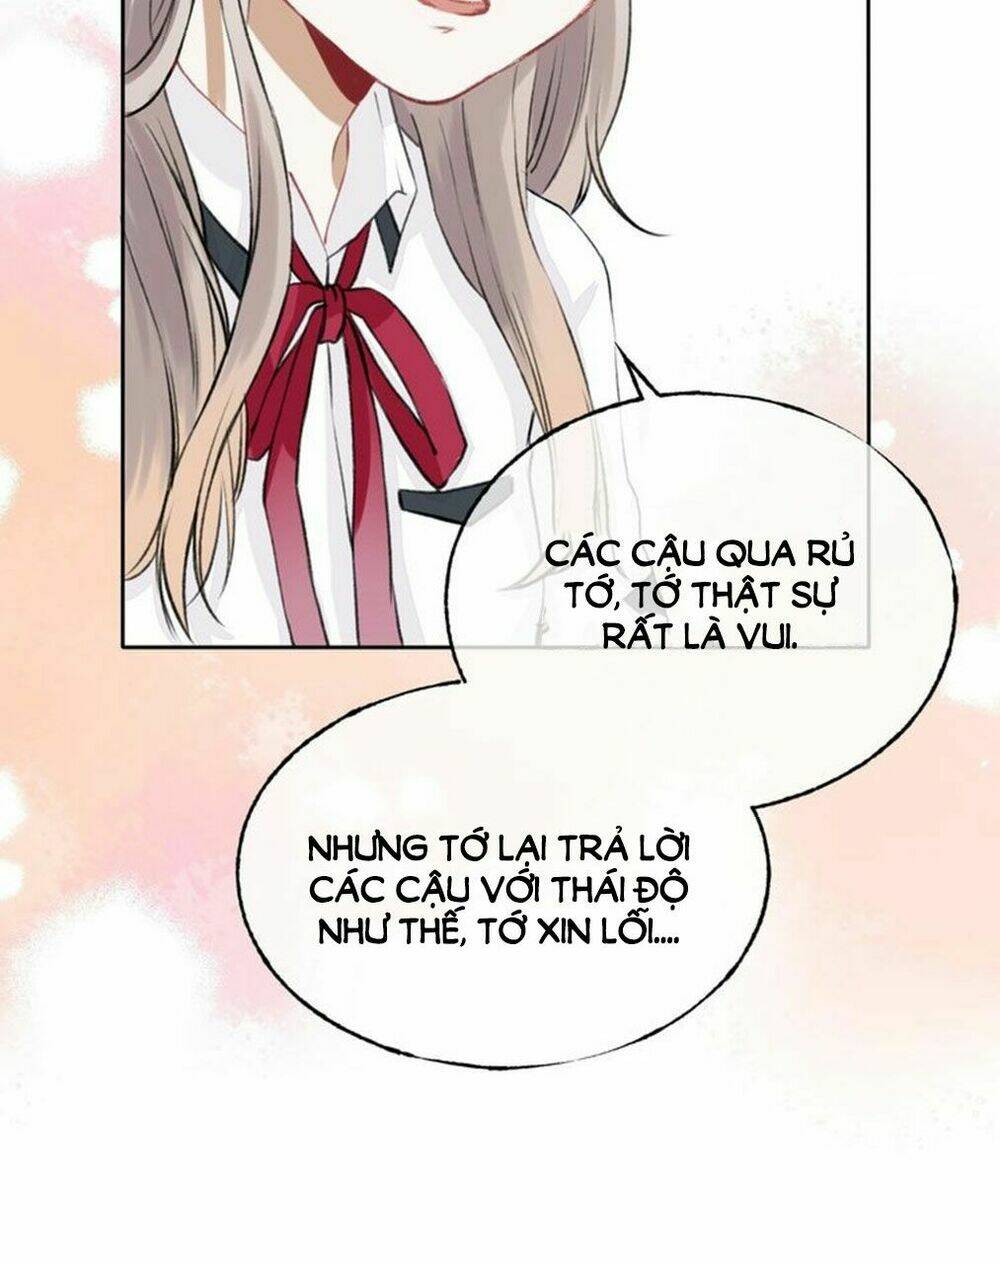 CÁC CẬU QUA RỦ
TỚ, TỚ THẬT SỰ
RẤT LÀ VUI.
NHƯNG TỚ LẠI TRẢ LỜI
CÁC CẬU VỚI THÁI ĐỘ
NHƯ THẾ, TỚ XIN LỖI....